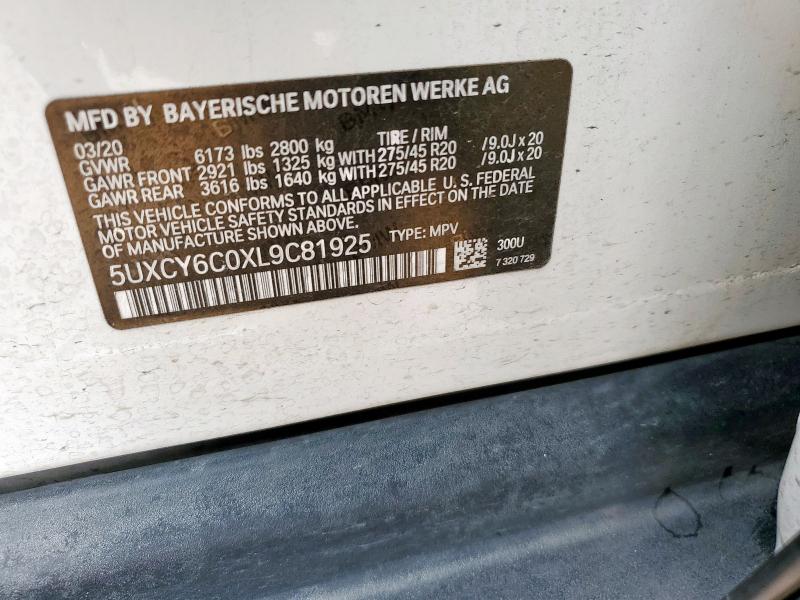 MFD BY BAYERISCHE MOTOREN WERKE AG
03/20 TIRE / RIM
GVWR 6173 lbs 2800 kg
GAWR FRONT 2921 lbs 1325 kg WITH 275/45 R20 /9.0J x 20
GAWR REAR 3616 lbs 1640 kg WITH 275/45 R20 /9.0J x 20
THIS VEHICLE CONFORMS TO ALL APPLICABLE U. S. FEDERAL
MOTOR VEHICLE SAFETY STANDARDS IN EFFECT ON THE DATE
OF MANUFACTURE SHOWN ABOVE.
5UXCY6C0XL9C81925 TYPE: MPV
300U
7 320 729